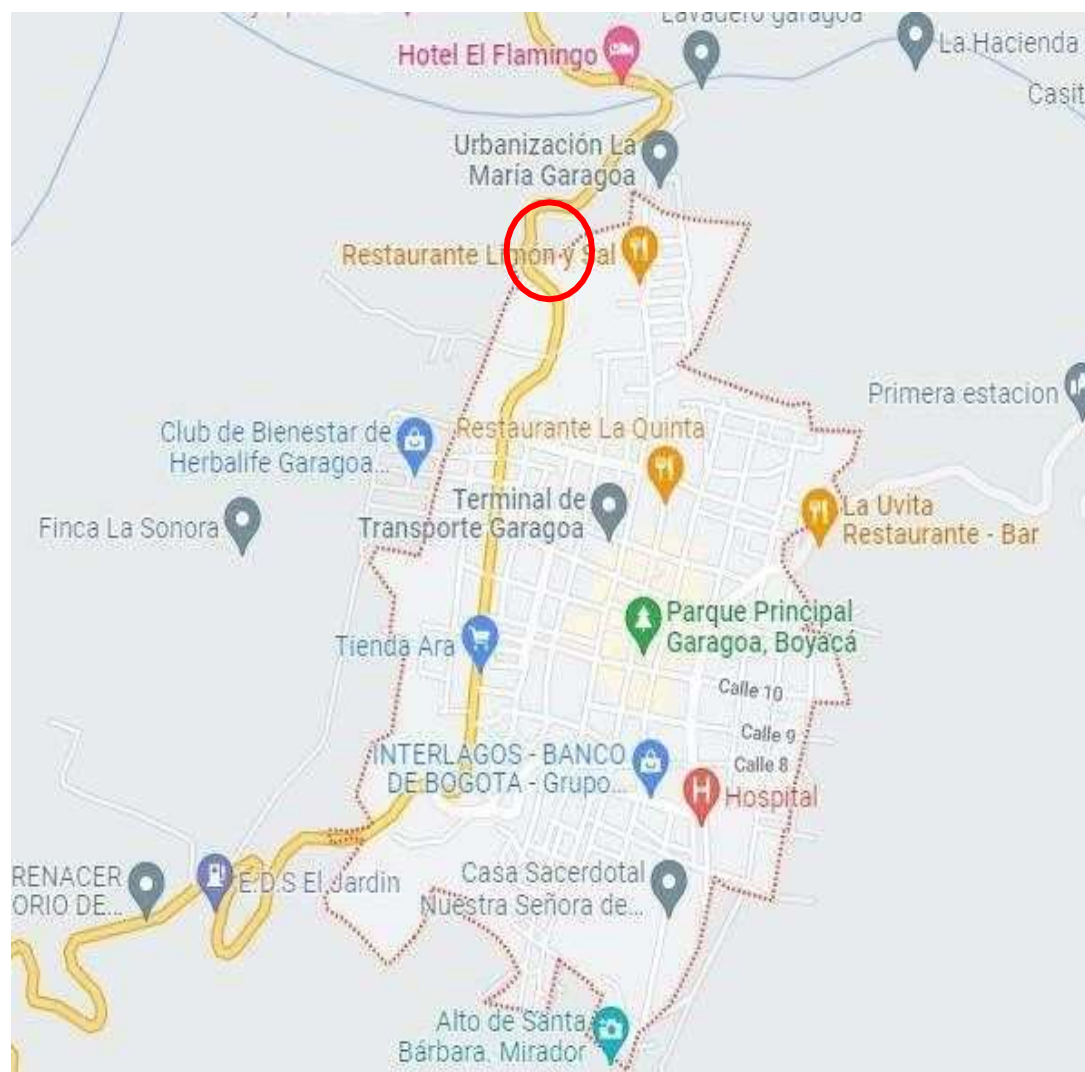 Lavadero garagoa
Hotel El Flamingo
La Hacienda
Casit
Urbanización La
María Garagoa
Restaurante Limón y Sal
Primera estacion
Club de Bienestar de
Herbalife Garagoa...
Restaurante La Quinta
Terminal de
Transporte Garagoa
Finca La Sonora
La Uvita
Restaurante - Bar
Parque Principal
Garagoa, Boyacá
Tienda Ara
Calle 10
Calle 9
Calle 8
INTERLAGOS - BANCO
DE BOGOTA - Grupo...
H
Hospital
RENACER
ORIO DE...
E.D.S El Jardin
Casa Sacerdotal
Nuestra Señora de...
Alto de Santa
Bárbara. Mirador